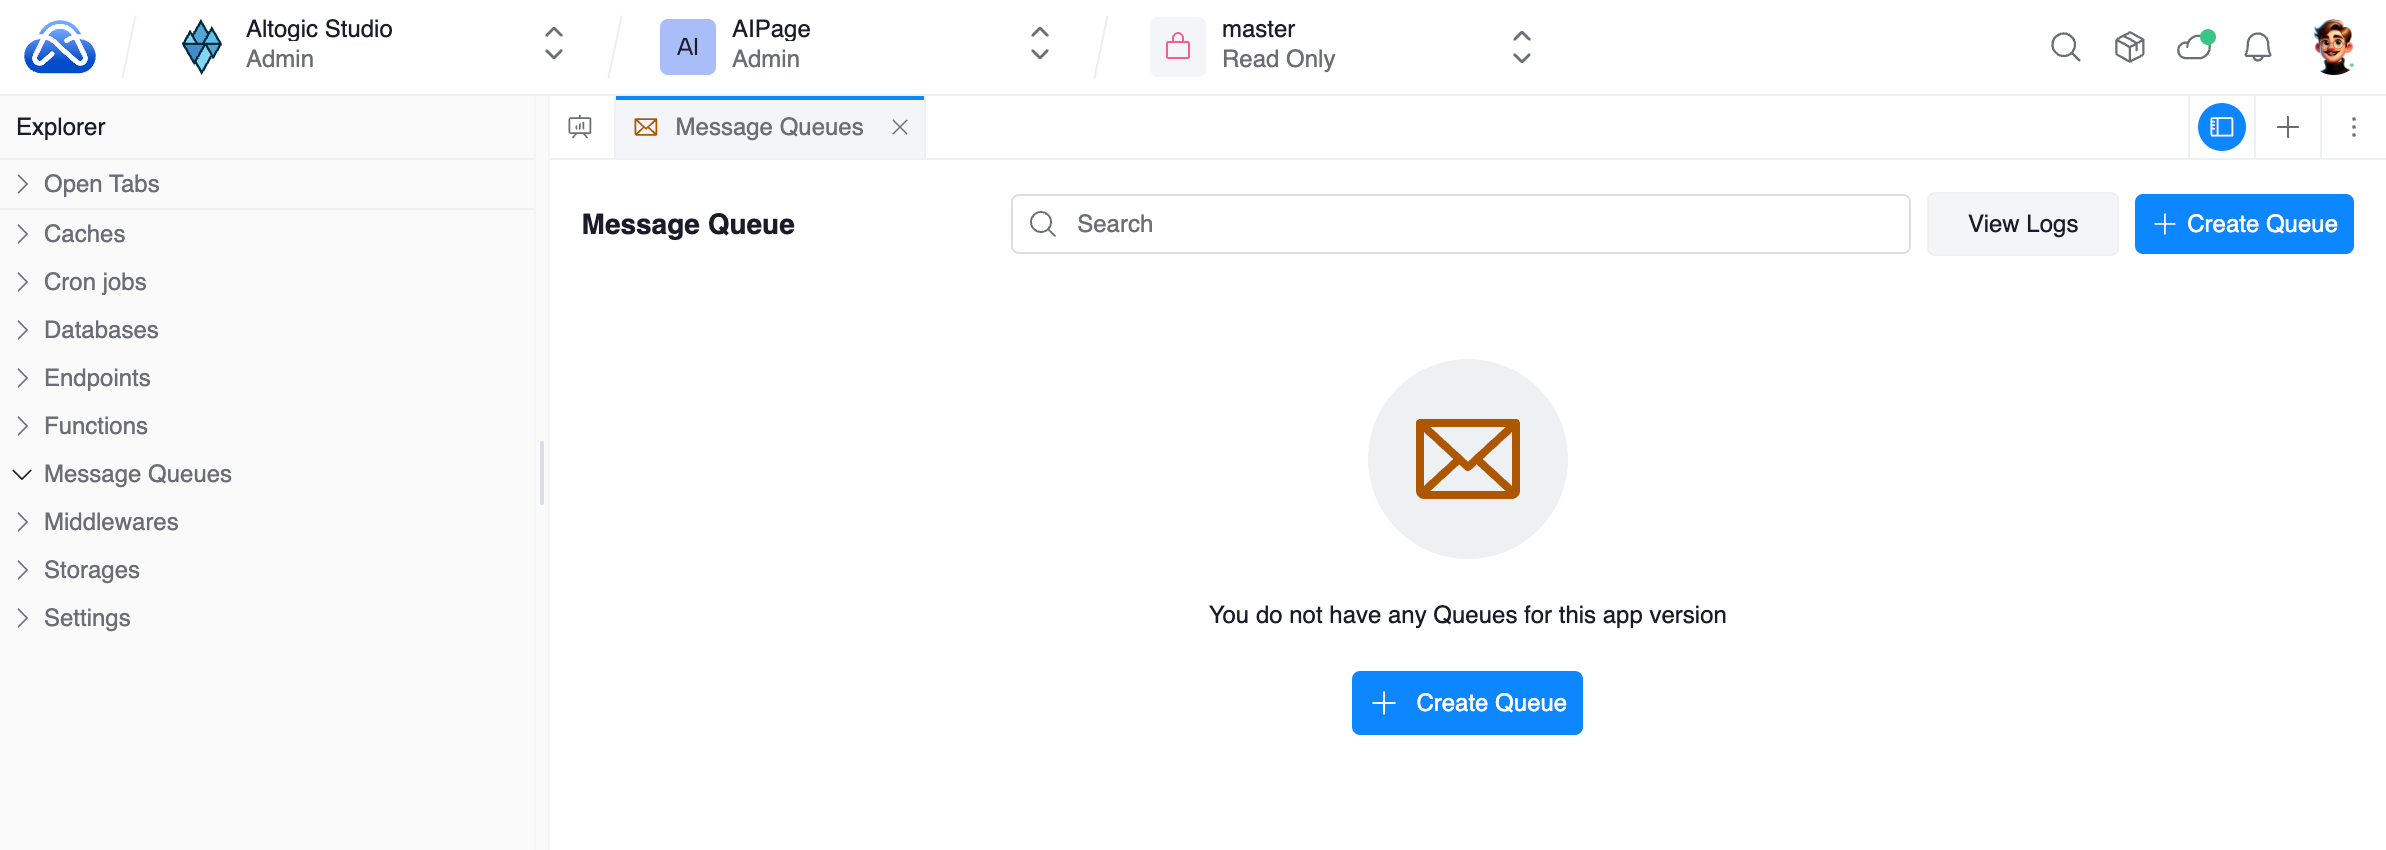 Altogic Studio
Admin
AI
AIPage
Admin
master
Read Only
Explorer
Message Queues
Open Tabs
Caches
Cron jobs
Databases
Endpoints
Functions
Message Queues
Middlewares
Storages
Settings
Message Queue
Search
View Logs
Create Queue
You do not have any Queues for this app version
Create Queue